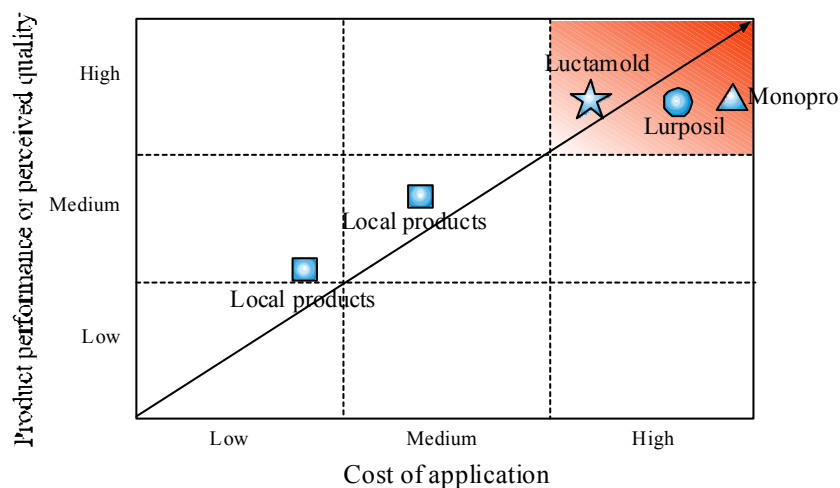 Product performance or perceived quality
High
Medium
Low
Luctamold
Monopro
Lurposil
Local products
Local products
Low
Medium
High
Cost of application